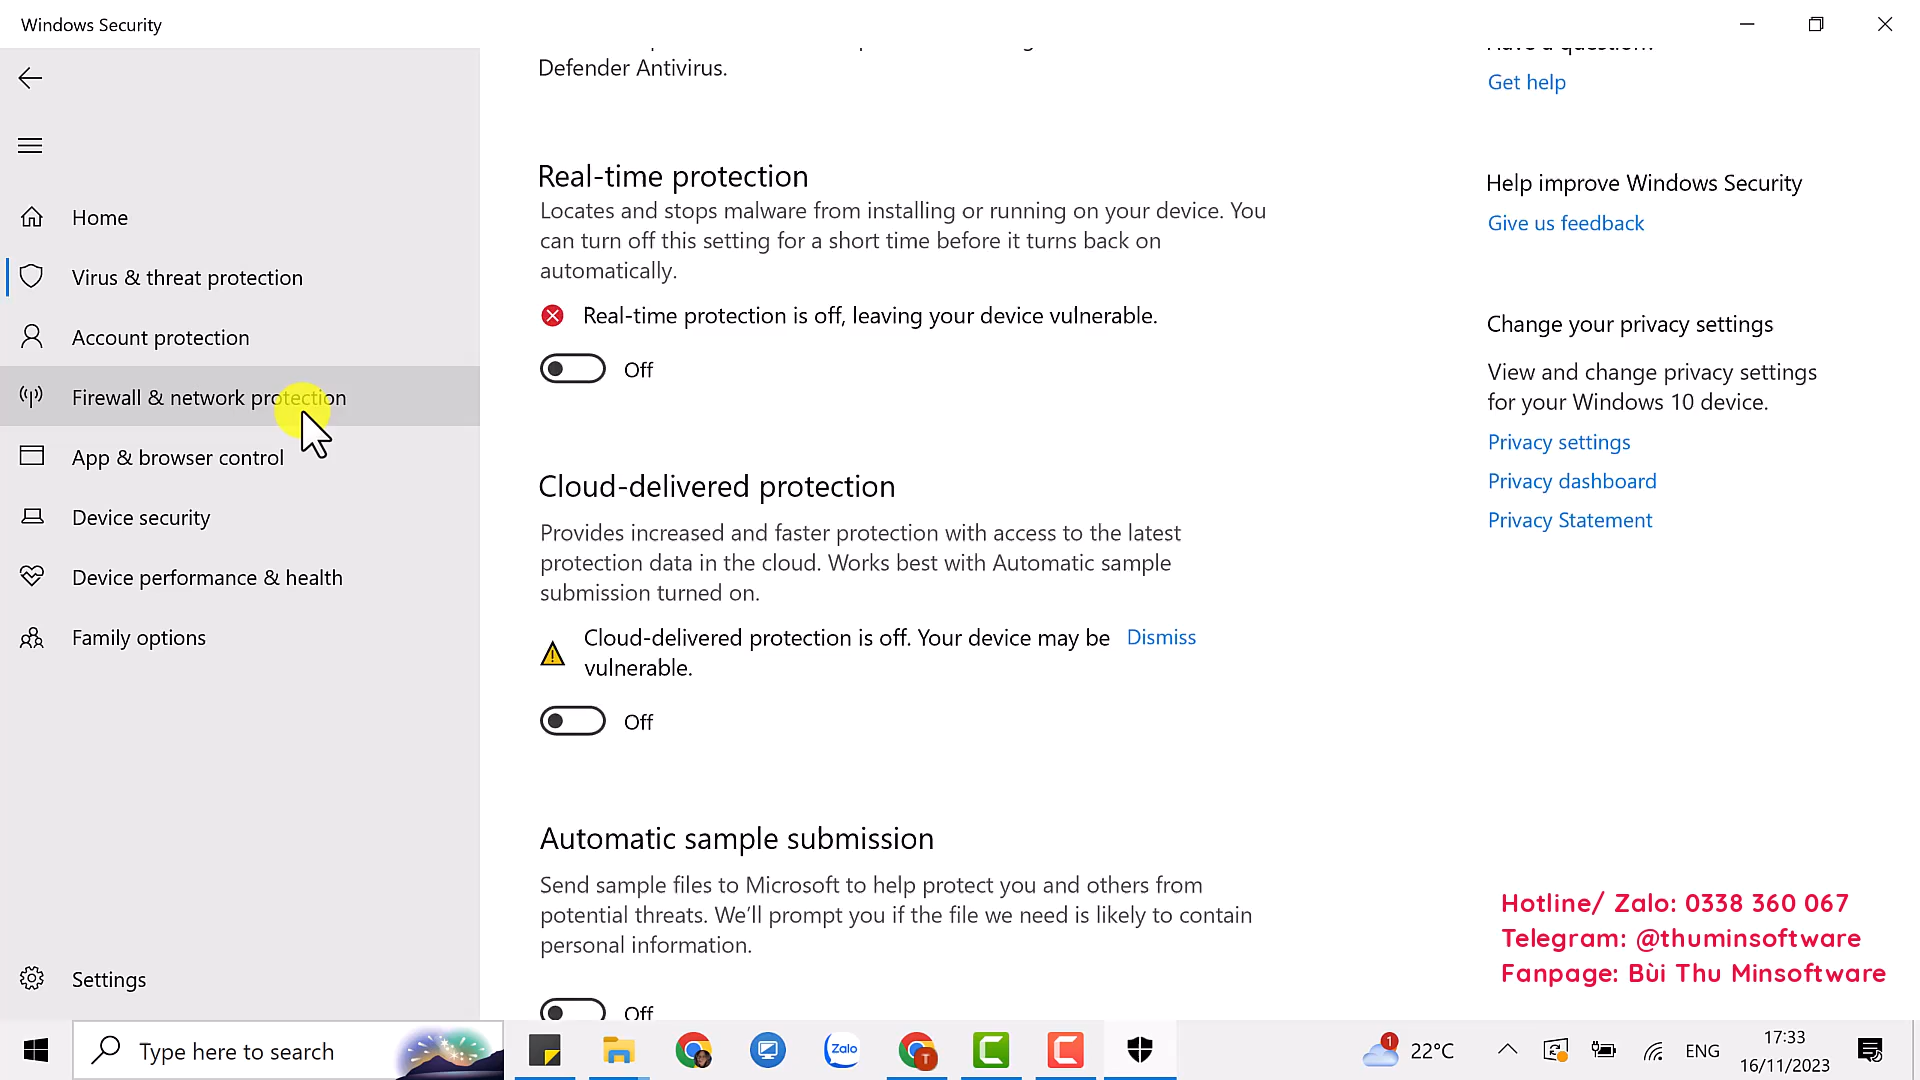 Windows Security
Defender Antivirus.
Get help
Home
Virus & threat protection
Account protection
Firewall & network protection
App & browser control
Device security
Device performance & health
Family options
Settings
Real-time protection
Locates and stops malware from installing or running on your device. You
can turn off this setting for a short time before it turns back on
automatically.
Real-time protection is off, leaving your device vulnerable.
Off
Cloud-delivered protection
Provides increased and faster protection with access to the latest
protection data in the cloud. Works best with Automatic sample
submission turned on.
Cloud-delivered protection is off. Your device may be
vulnerable.
Dismiss
Off
Automatic sample submission
Send sample files to Microsoft to help protect you and others from
potential threats. We'll prompt you if the file we need is likely to contain
personal information.
Off
Help improve Windows Security
Give us feedback
Change your privacy settings
View and change privacy settings
for your Windows 10 device.
Privacy settings
Privacy dashboard
Privacy Statement
Hotline/ Zalo: 0338 360 067
Telegram: @thuminsoftware
Fanpage: Bùi Thu Minsoftware
Type here to search
Zalo
T
1
22°C
ENG
17:33
16/11/2023